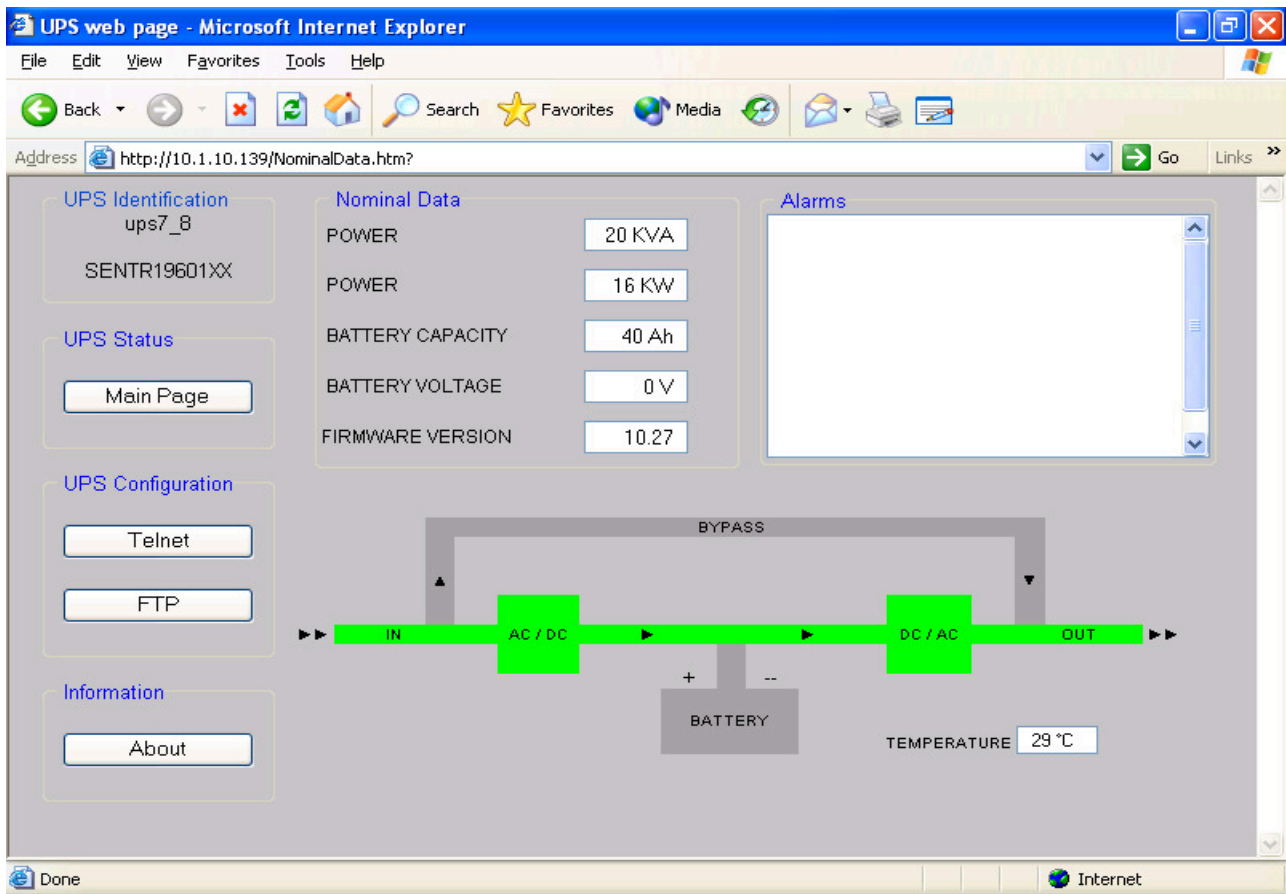 UPS web page - Microsoft Internet Explorer
File Edit View Favorites Tools Help
Back Search Favorites Media
Address http://10.1.10.139/NominalData.htm? Go Links »
UPS Identification
ups7_8
SENTR19601XX
UPS Status
Main Page
UPS Configuration
Telnet
FTP
Information
About
Nominal Data
POWER 20 KVA
POWER 16 KW
BATTERY CAPACITY 40 Ah
BATTERY VOLTAGE 0 V
FIRMWARE VERSION 10.27
Alarms
BYPASS
IN AC / DC DC / AC OUT
+ --
BATTERY
TEMPERATURE 29 °C
Done Internet